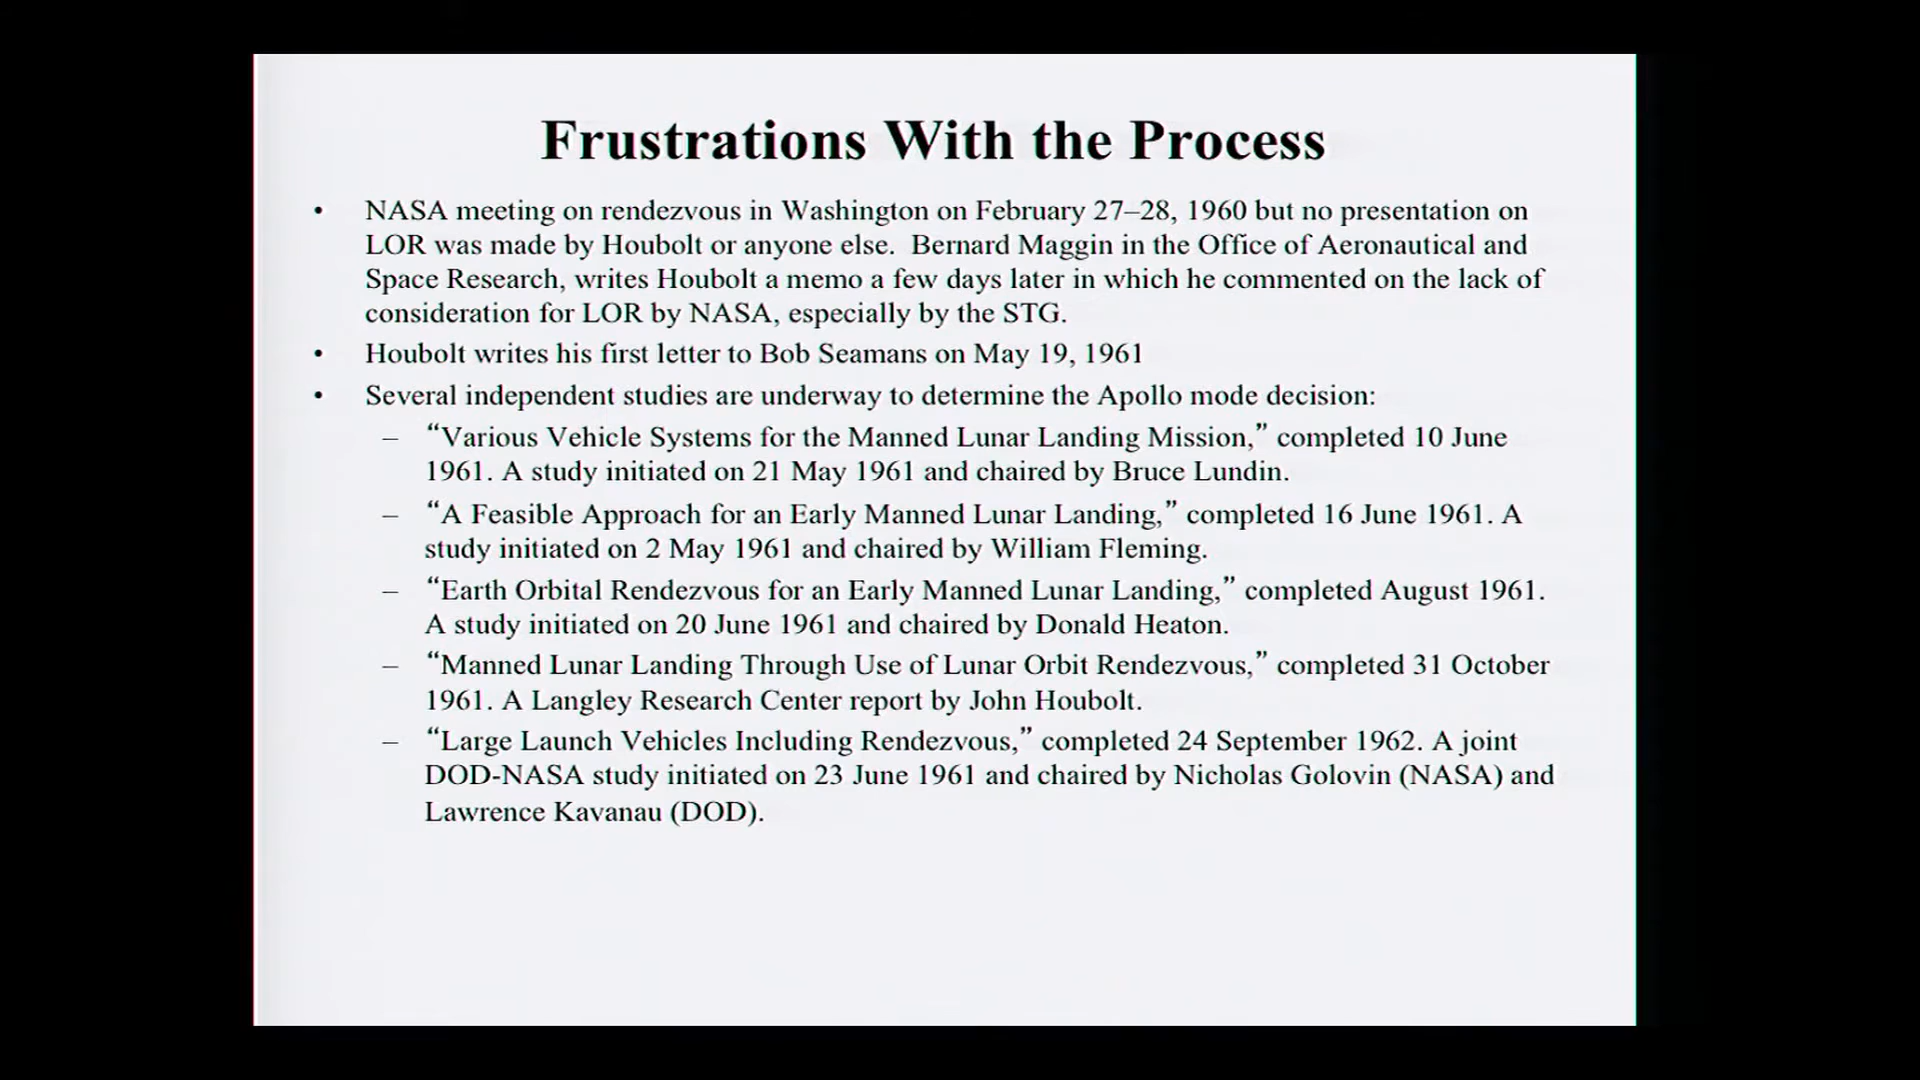 Frustrations With the Process
• NASA meeting on rendezvous in Washington on February 27–28, 1960 but no presentation on
LOR was made by Houbolt or anyone else. Bernard Maggin in the Office of Aeronautical and
Space Research, writes Houbolt a memo a few days later in which he commented on the lack of
consideration for LOR by NASA, especially by the STG.
• Houbolt writes his first letter to Bob Seamans on May 19, 1961
• Several independent studies are underway to determine the Apollo mode decision:
– “Various Vehicle Systems for the Manned Lunar Landing Mission,” completed 10 June
1961. A study initiated on 21 May 1961 and chaired by Bruce Lundin.
– “A Feasible Approach for an Early Manned Lunar Landing,” completed 16 June 1961. A
study initiated on 2 May 1961 and chaired by William Fleming.
– “Earth Orbital Rendezvous for an Early Manned Lunar Landing,” completed August 1961.
A study initiated on 20 June 1961 and chaired by Donald Heaton.
– “Manned Lunar Landing Through Use of Lunar Orbit Rendezvous,” completed 31 October
1961. A Langley Research Center report by John Houbolt.
– “Large Launch Vehicles Including Rendezvous,” completed 24 September 1962. A joint
DOD-NASA study initiated on 23 June 1961 and chaired by Nicholas Golovin (NASA) and
Lawrence Kavanau (DOD).